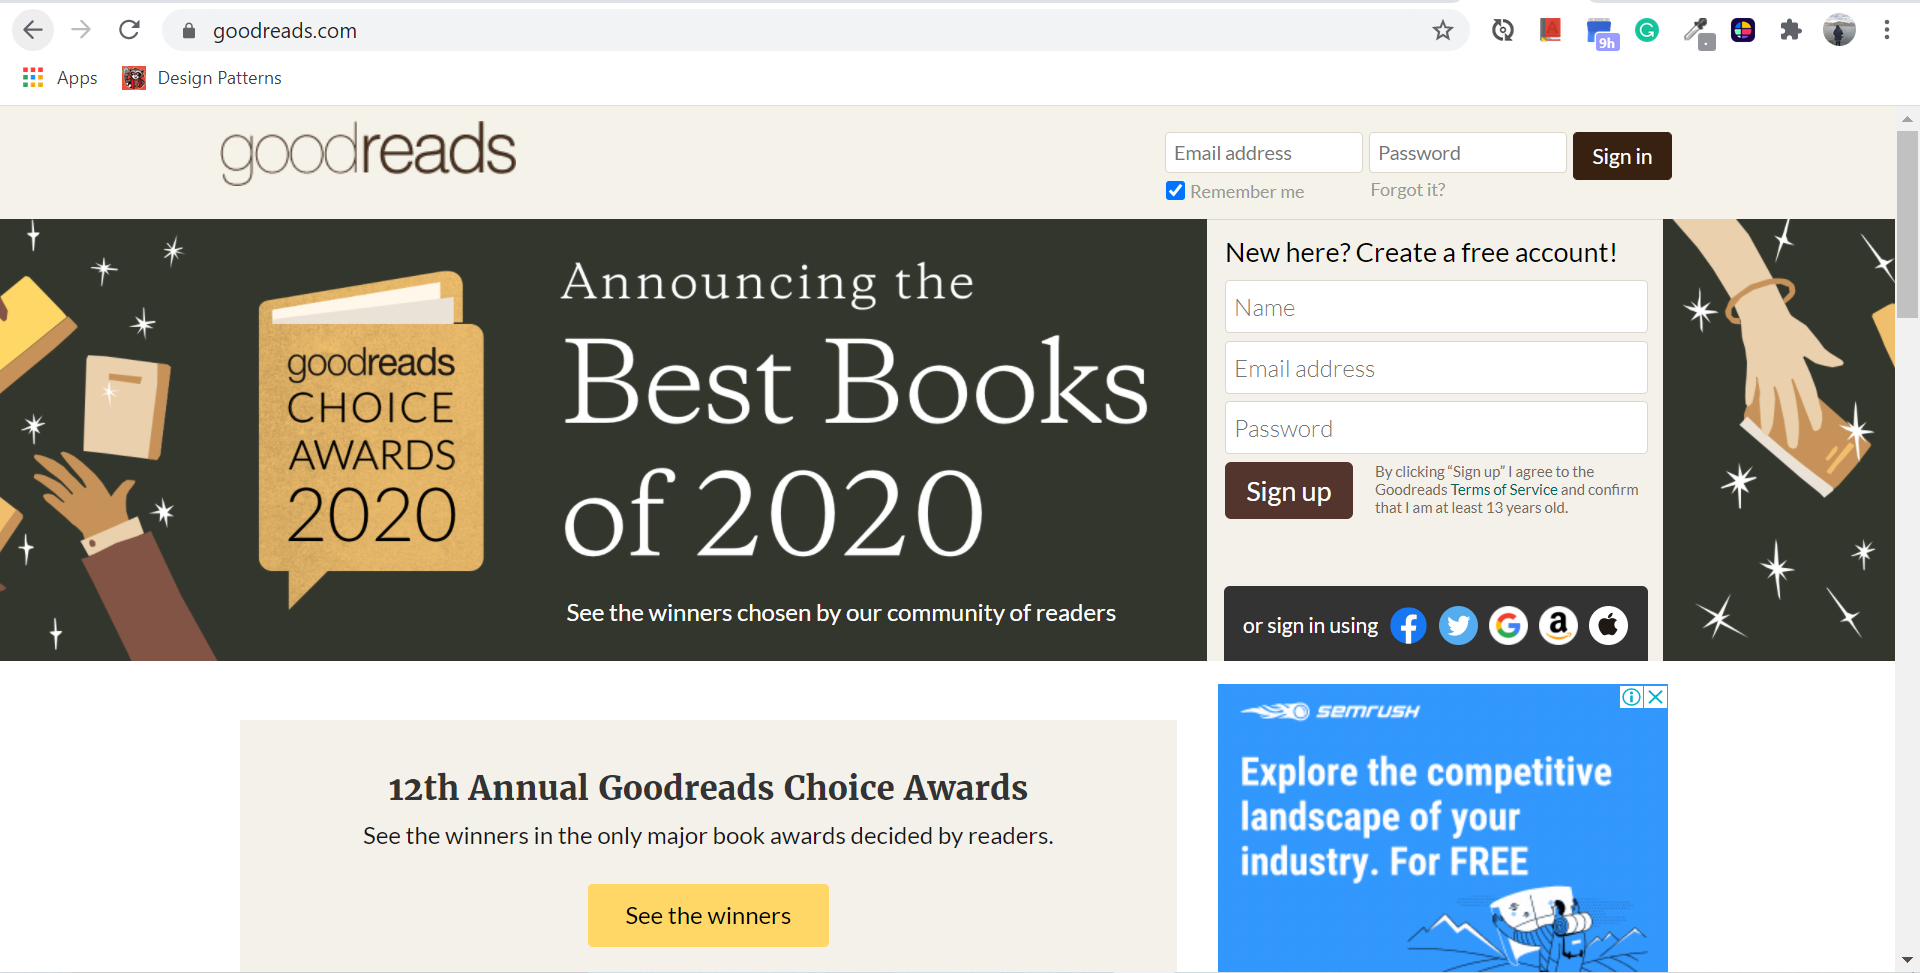 goodreads.com
9h
Apps
Design Patterns
goodreads
Email address
Password
Sign in
Remember me
Forgot it?
goodreads
CHOICE
AWARDS
2020
Announcing the
Best Books
of 2020
See the winners chosen by our community of readers
New here? Create a free account!
Name
Email address
Password
Sign up
By clicking “Sign up” I agree to the
Goodreads Terms of Service and confirm
that I am at least 13 years old.
or sign in using
12th Annual Goodreads Choice Awards
See the winners in the only major book awards decided by readers.
See the winners
semrush
Explore the competitive
landscape of your
industry. For FREE